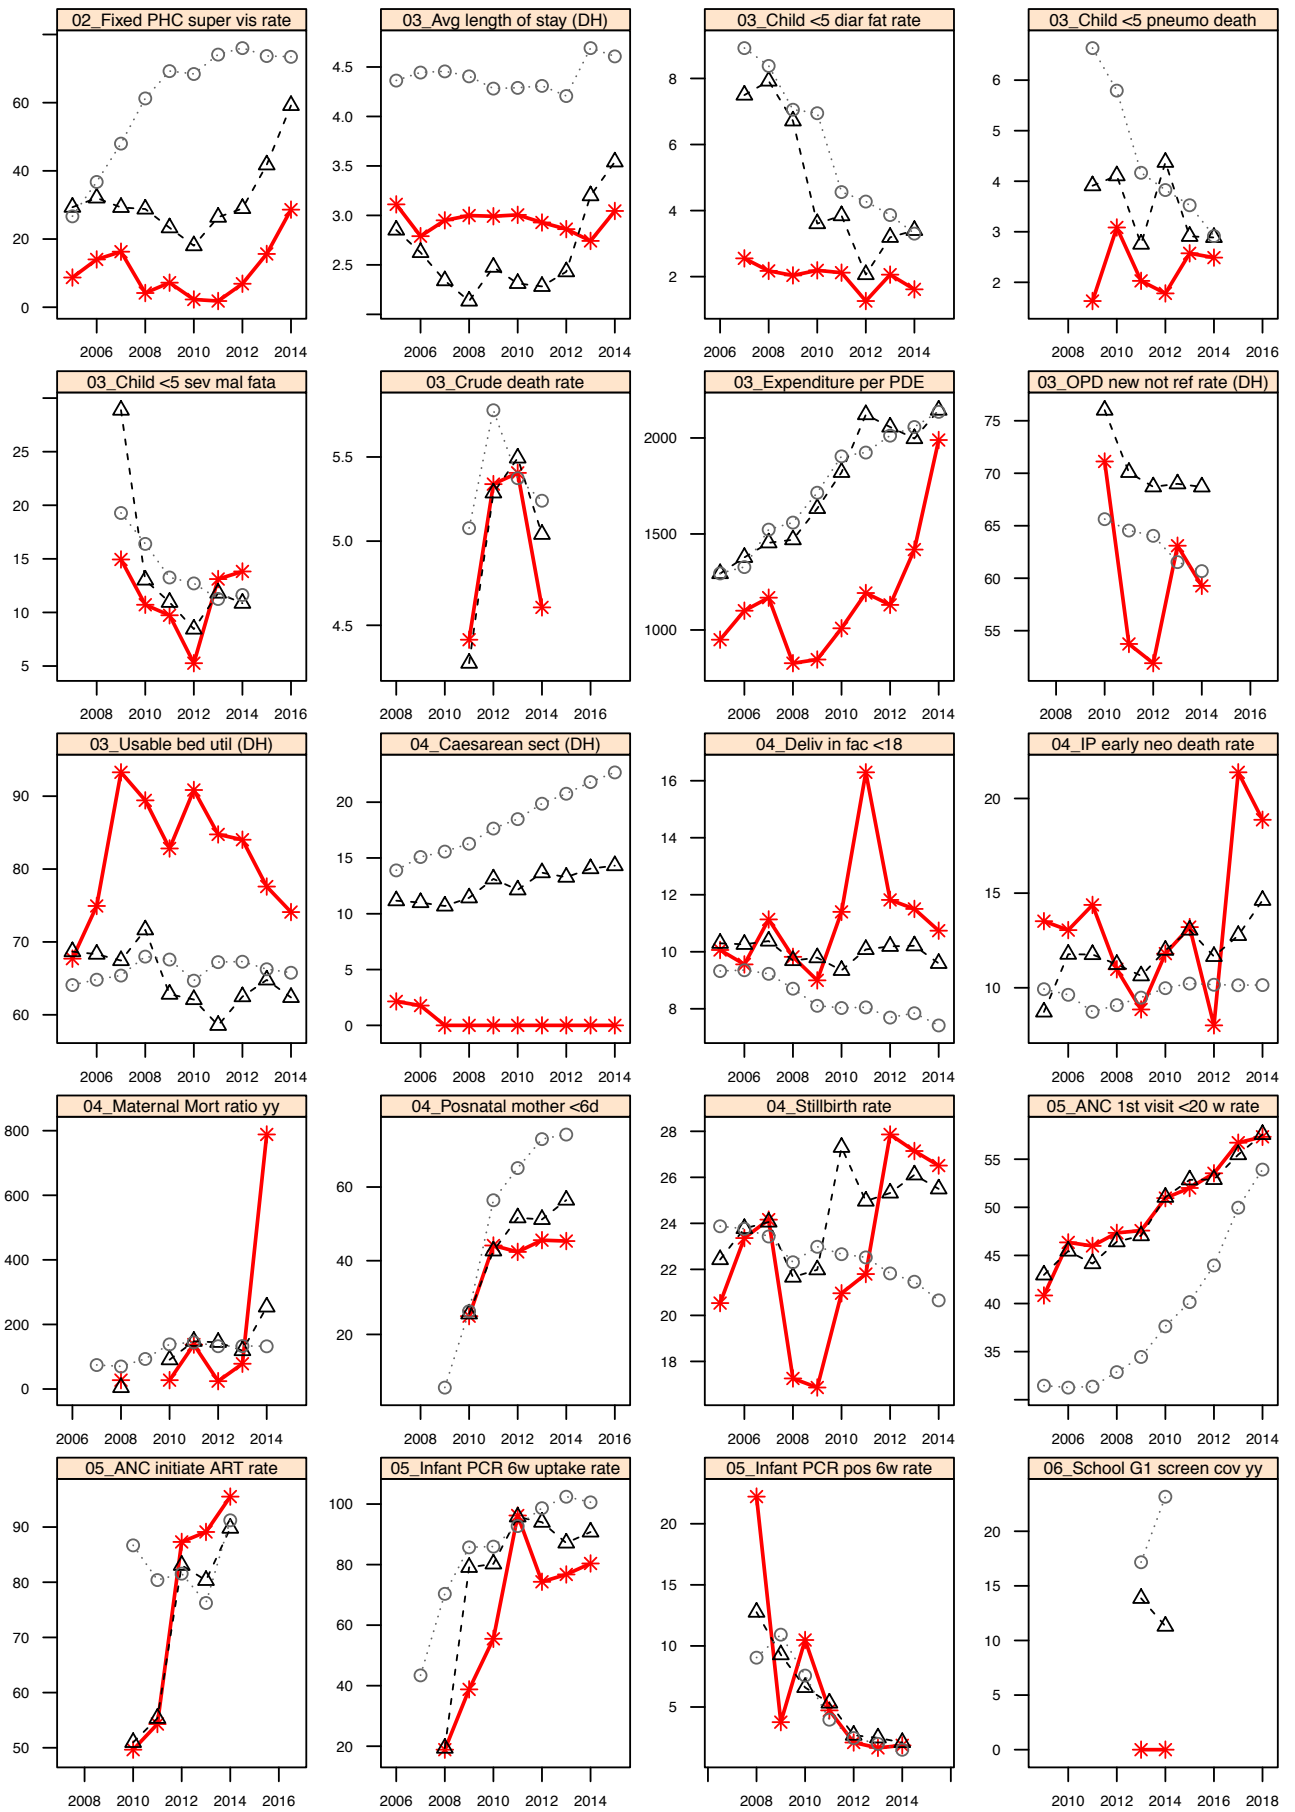 02_Fixed PHC super vis rate
03_Avg length of stay (DH)
03_Child <5 diar fat rate
03_Child <5 pneumo death
60
40
20
0
4.5
4.0
3.5
3.0
2.5
8
6
4
2
6
5
4
3
2
2006 2008 2010 2012 2014
2006 2008 2010 2012 2014
2006 2008 2010 2012 2014
2008 2010 2012 2014 2016
03_Child <5 sev mal fata
03_Crude death rate
03_Expenditure per PDE
03_OPD new not ref rate (DH)
25
20
15
10
5
5.5
5.0
4.5
2000
1500
1000
75
70
65
60
55
2008 2010 2012 2014 2016
2008 2010 2012 2014 2016
2006 2008 2010 2012 2014
2008 2010 2012 2014 2016
03_Usable bed util (DH)
04_Caesarean sect (DH)
04_Deliv in fac <18
04_IP early neo death rate
90
80
70
60
20
15
10
5
0
16
14
12
10
8
20
15
10
2006 2008 2010 2012 2014
2006 2008 2010 2012 2014
2006 2008 2010 2012 2014
2006 2008 2010 2012 2014
04_Maternal Mort ratio yy
04_Posnatal mother <6d
04_Stillbirth rate
05_ANC 1st visit <20 w rate
800
600
400
200
0
60
40
20
28
26
24
22
20
18
55
50
45
40
35
2006 2008 2010 2012 2014
2008 2010 2012 2014 2016
2006 2008 2010 2012 2014
2006 2008 2010 2012 2014
05_ANC initiate ART rate
05_Infant PCR 6w uptake rate
05_Infant PCR pos 6w rate
06_School G1 screen cov yy
90
80
70
60
50
100
80
60
40
20
20
15
10
5
20
15
10
5
0
2008 2010 2012 2014 2016
2006 2008 2010 2012 2014
2008 2010 2012 2014
2010 2012 2014 2016 2018